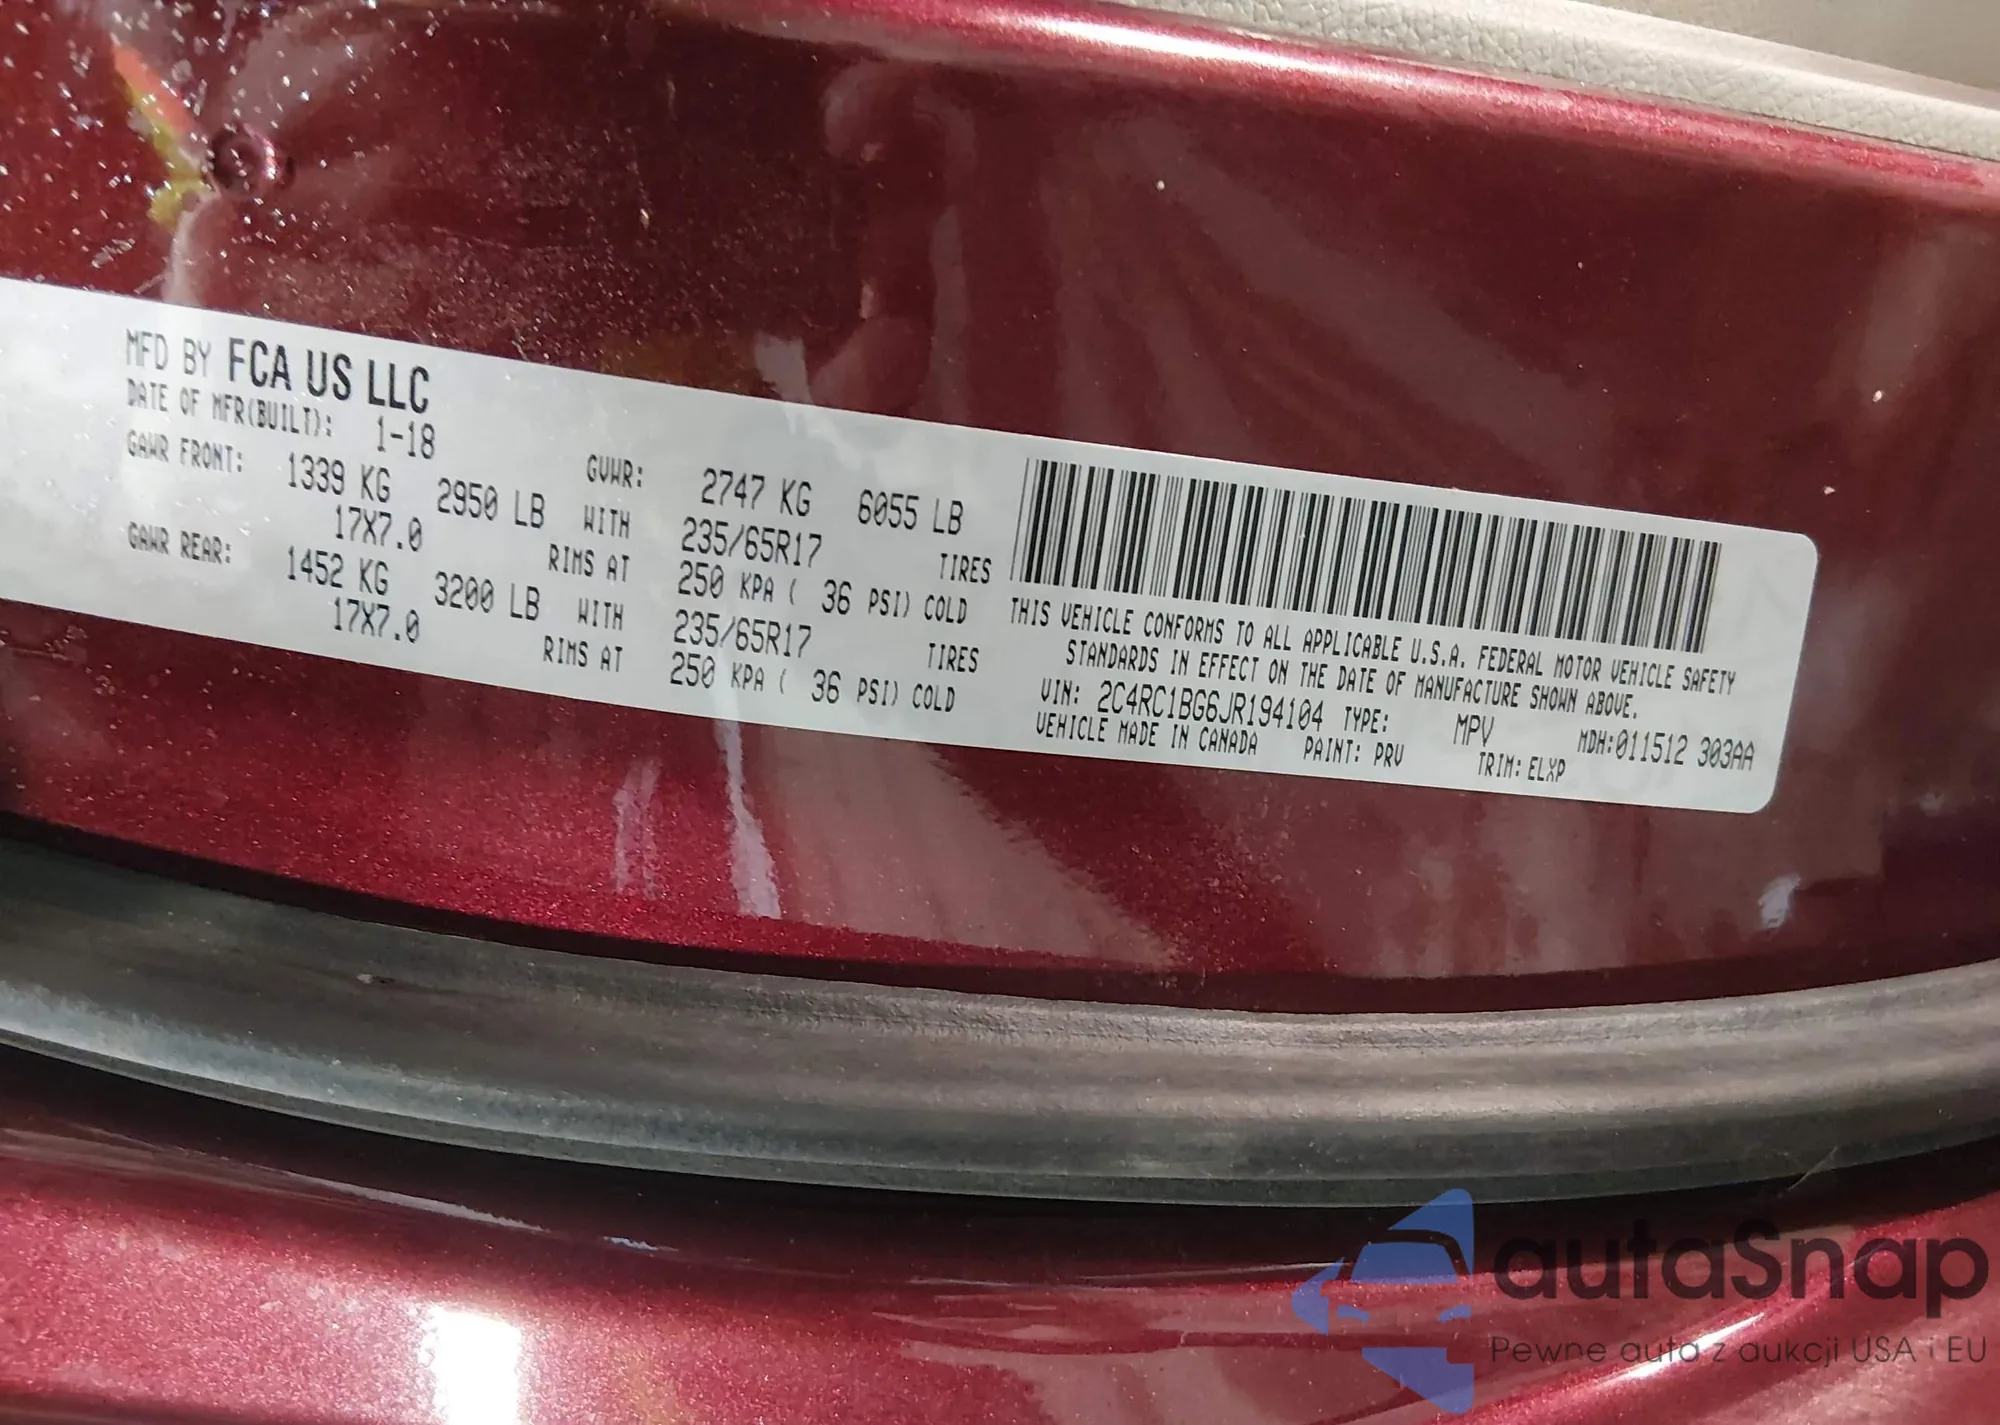 MFD BY FCA US LLC
DATE OF MFR(BUILT): 1-18
GVWR: 2747 KG 6055 LB
GAWR FRONT: 1339 KG 2950 LB WITH 235/65R17 TIRES
17X7.0 RIMS AT 250 KPA ( 36 PSI) COLD
GAWR REAR: 1452 KG 3200 LB WITH 235/65R17 TIRES
17X7.0 RIMS AT 250 KPA ( 36 PSI) COLD
THIS VEHICLE CONFORMS TO ALL APPLICABLE U.S.A. FEDERAL MOTOR VEHICLE SAFETY
STANDARDS IN EFFECT ON THE DATE OF MANUFACTURE SHOWN ABOVE.
VIN: 2C4RC1BG6JR194104 TYPE: MPV MDH:011512 303AA
VEHICLE MADE IN CANADA PAINT: PRV TRIM: ELXP
autaSnap
Pewne auta z aukcji USA i EU